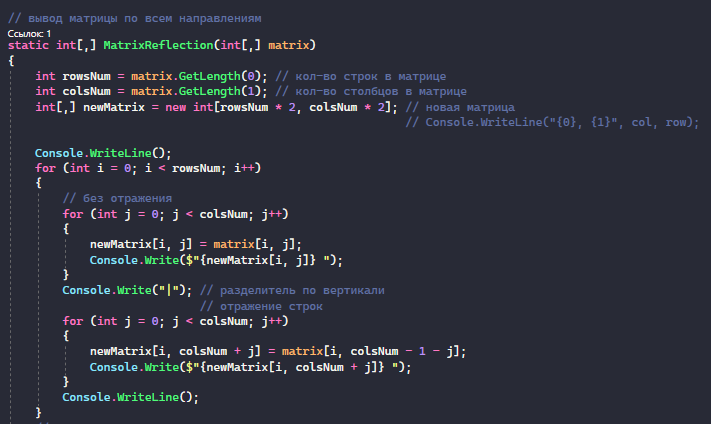 // вывод матрицы по всем направлениям
Ссылок: 1
static int[,] MatrixReflection(int[,] matrix)
{
int rowsNum = matrix.GetLength(0); // кол-во строк в матрице
int colsNum = matrix.GetLength(1); // кол-во столбцов в матрице
int[,] newMatrix = new int[rowsNum * 2, colsNum * 2]; // новая матрица
// Console.WriteLine("{0}, {1}", col, row);
Console.WriteLine();
for (int i = 0; i < rowsNum; i++)
{
// без отражения
for (int j = 0; j < colsNum; j++)
{
newMatrix[i, j] = matrix[i, j];
Console.Write($"{newMatrix[i, j]} ");
}
Console.Write("|"); // разделитель по вертикали
// отражение строк
for (int j = 0; j < colsNum; j++)
{
newMatrix[i, colsNum + j] = matrix[i, colsNum - 1 - j];
Console.Write($"{newMatrix[i, colsNum + j]} ");
}
Console.WriteLine();
}